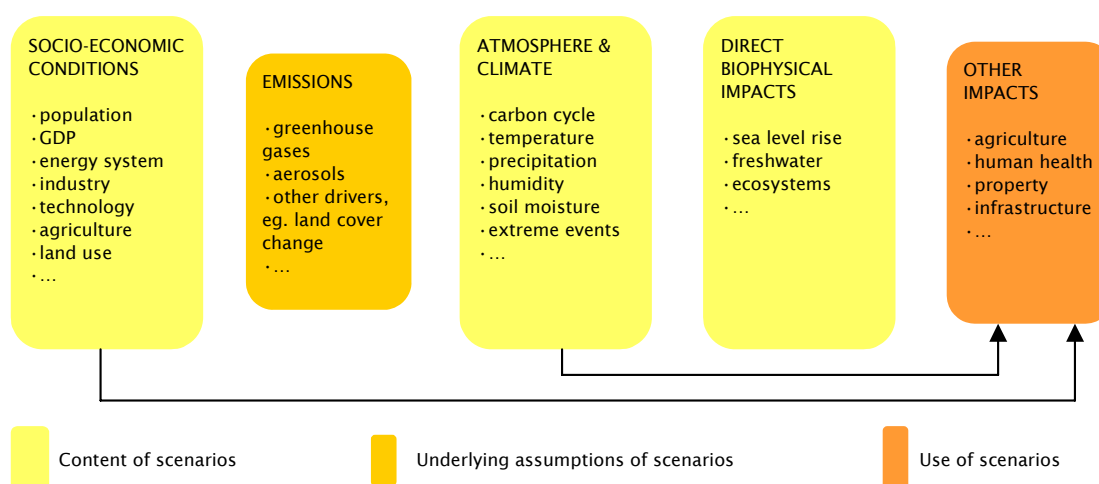 SOCIO-ECONOMIC
CONDITIONS
·population
·GDP
·energy system
·industry
·technology
·agriculture
·land use
·...
EMISSIONS
·greenhouse
gases
·aerosols
·other drivers,
eg. land cover
change
·...
ATMOSPHERE &
CLIMATE
·carbon cycle
·temperature
·precipitation
·humidity
·soil moisture
·extreme events
·...
DIRECT
BIOPHYSICAL
IMPACTS
·sea level rise
·freshwater
·ecosystems
·...
OTHER
IMPACTS
·agriculture
·human health
·property
·infrastructure
·...
Content of scenarios
Underlying assumptions of scenarios
Use of scenarios